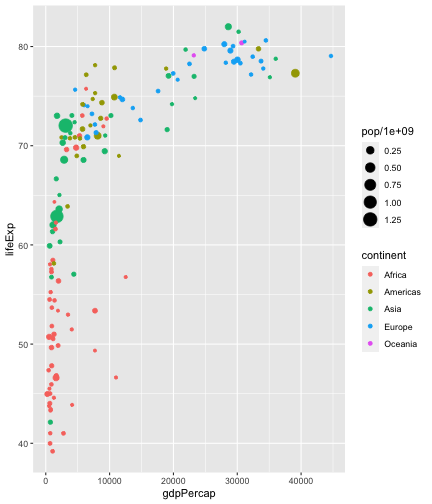 80
70
60
50
40
lifeExp
0
10000
20000
30000
40000
gdpPercap
pop/1e+09
0.25
0.50
0.75
1.00
1.25
continent
Africa
Americas
Asia
Europe
Oceania